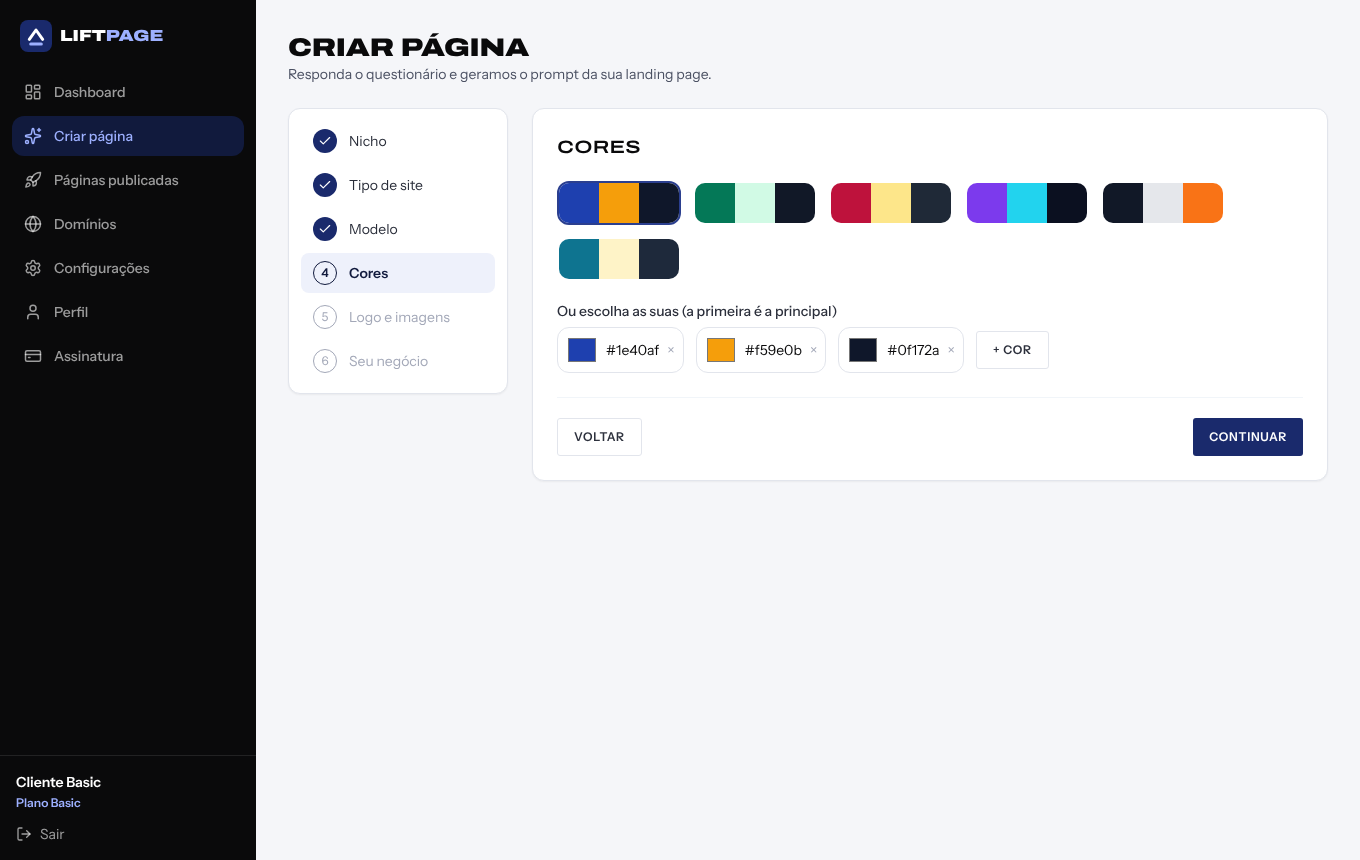 LIFTPAGE
Dashboard
Criar página
Páginas publicadas
Domínios
Configurações
Perfil
Assinatura
Cliente Basic
Plano Basic
Sair
CRIAR PÁGINA
Responda o questionário e geramos o prompt da sua landing page.
Nicho
Tipo de site
Modelo
4 Cores
5 Logo e imagens
6 Seu negócio
CORES
Ou escolha as suas (a primeira é a principal)
#1e40af × #f59e0b × #0f172a × + COR
VOLTAR CONTINUAR